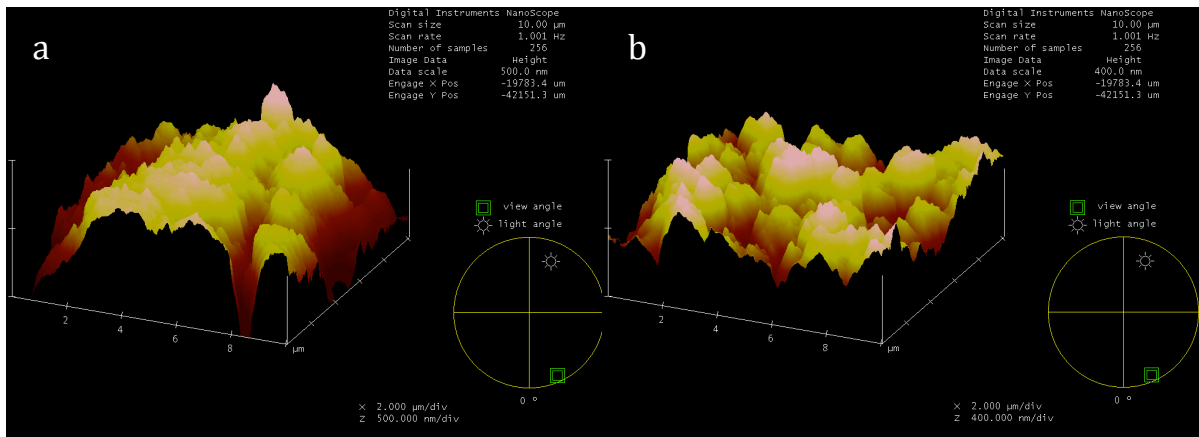 a
Digital Instruments NanoScope
Scan size 10.00 µm
Scan rate 1.001 Hz
Number of samples 256
Image Data Height
Data scale 500.0 nm
Engage X Pos -19783.4 um
Engage Y Pos -42151.3 um
view angle
light angle
2
4
6
8
µm
0 °
X 2.000 µm/div
Z 500.000 nm/div
b
Digital Instruments NanoScope
Scan size 10.00 µm
Scan rate 1.001 Hz
Number of samples 256
Image Data Height
Data scale 400.0 nm
Engage X Pos -19783.4 um
Engage Y Pos -42151.3 um
view angle
light angle
2
4
6
8
µm
0 °
X 2.000 µm/div
Z 400.000 nm/div